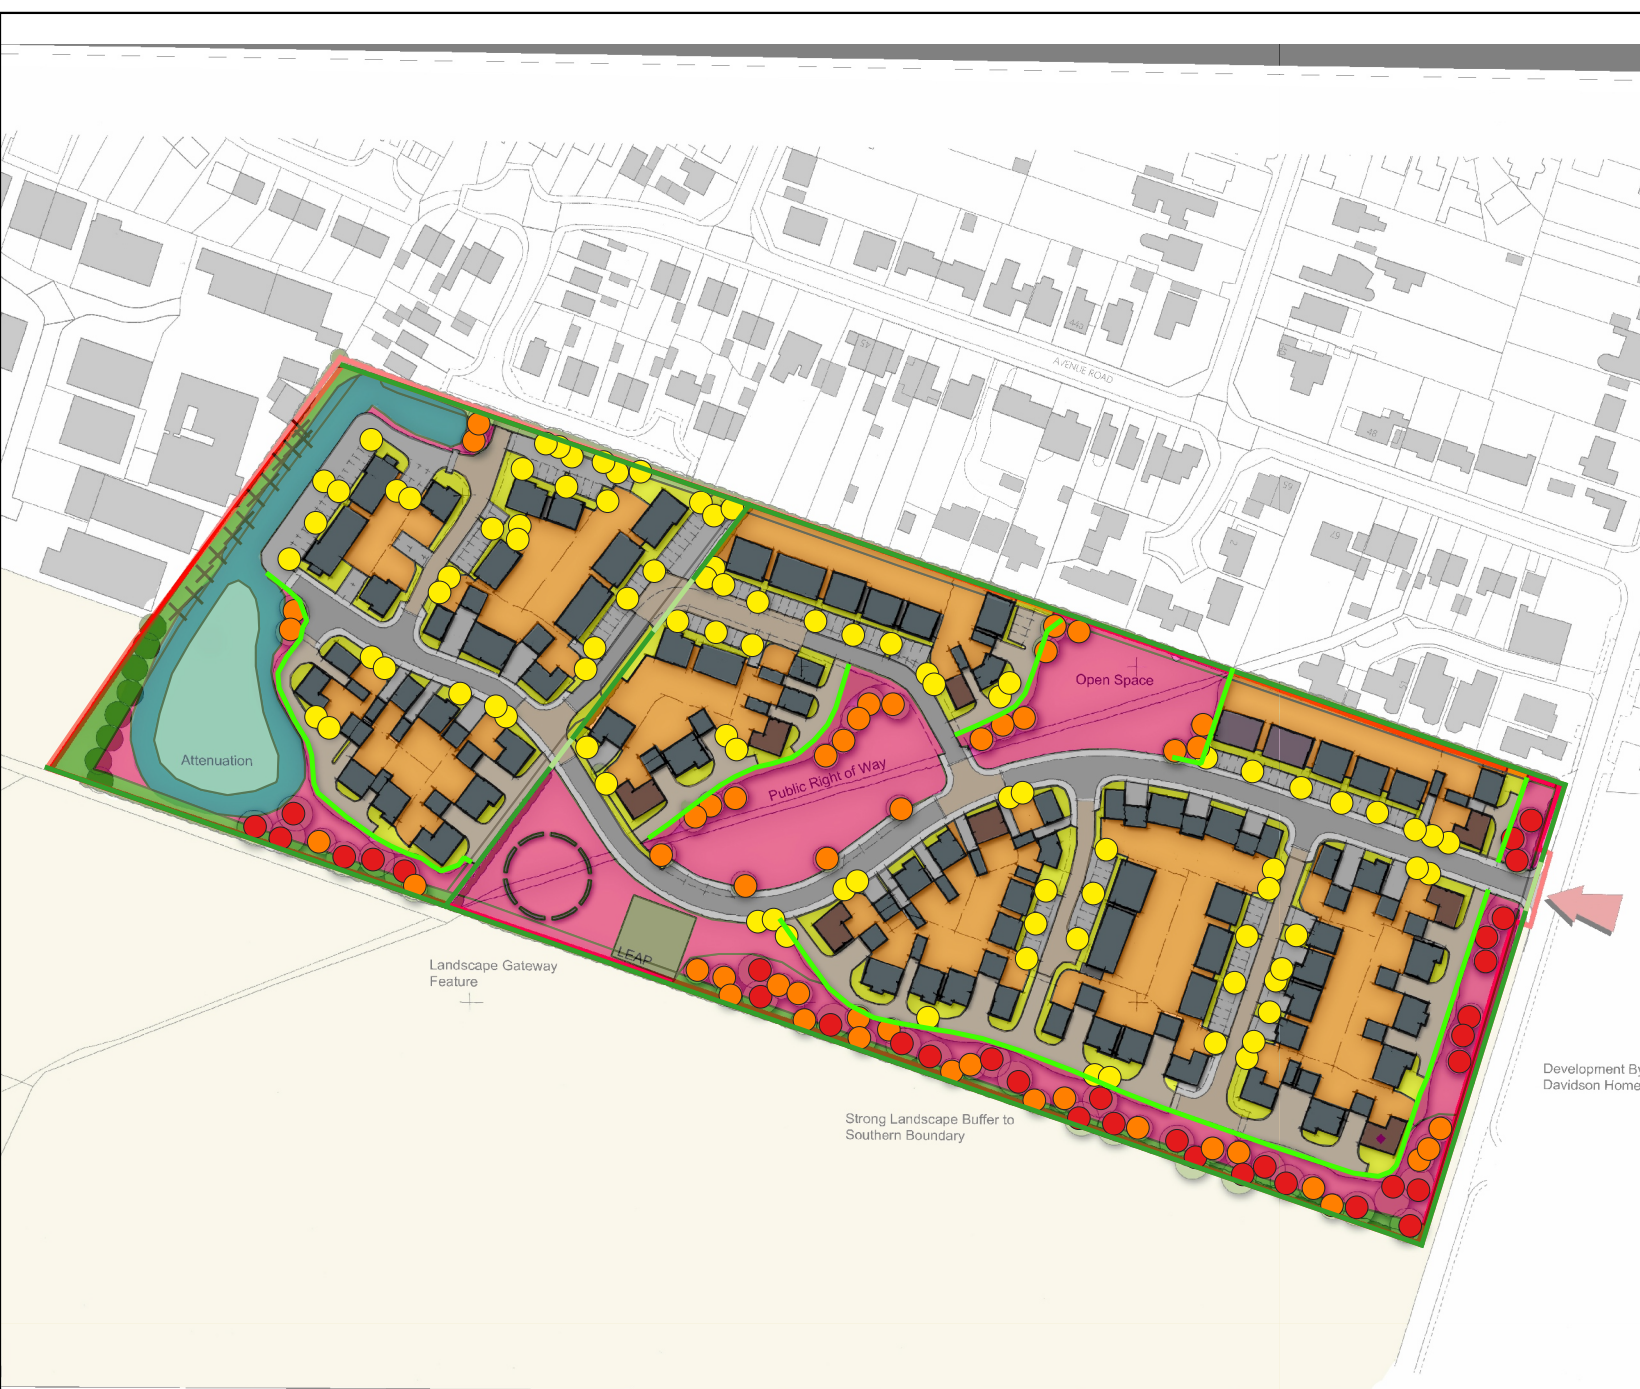 AVENUE ROAD
Open Space
Public Right of Way
Attenuation
LEAP
Landscape Gateway
Feature
Strong Landscape Buffer to
Southern Boundary
Development By
Davidson Home